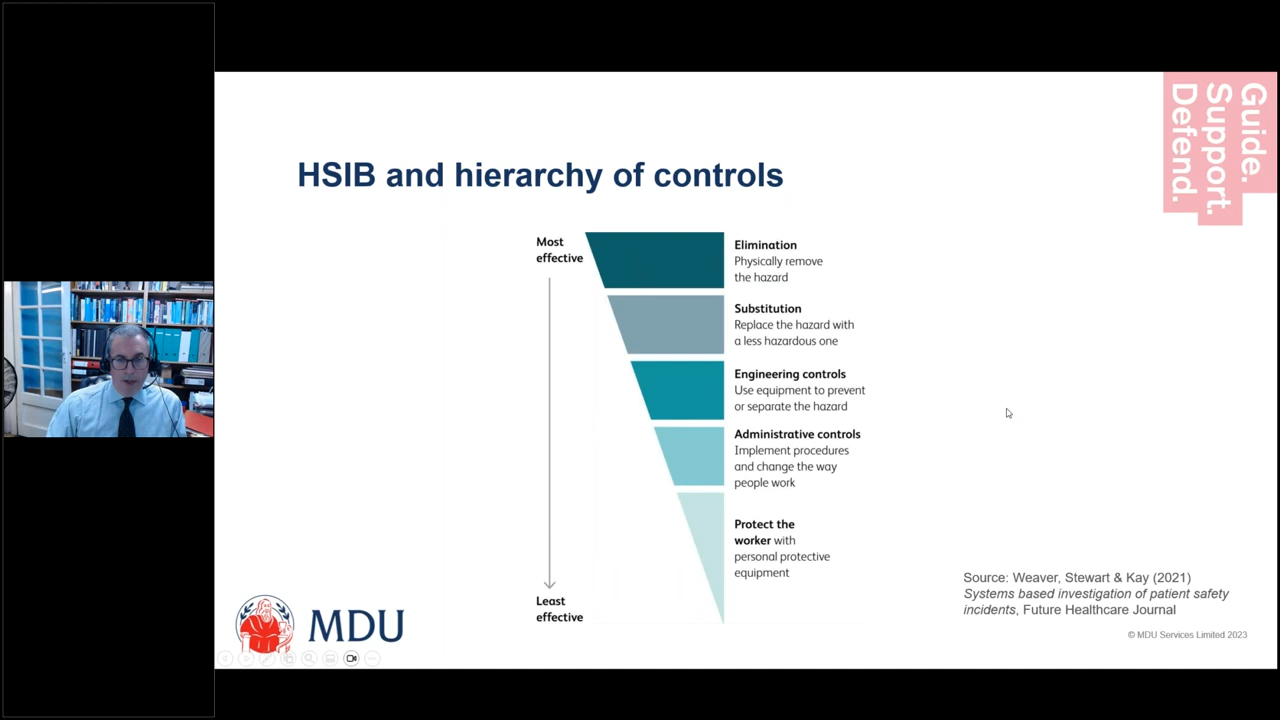 Guide.
Support.
Defend.
HSIB and hierarchy of controls
Most
effective
Elimination
Physically remove
the hazard
Substitution
Replace the hazard with
a less hazardous one
Engineering controls
Use equipment to prevent
or separate the hazard
Administrative controls
Implement procedures
and change the way
people work
Protect the
worker with
personal protective
equipment
Least
effective
Source: Weaver, Stewart & Kay (2021)
Systems based investigation of patient safety
incidents, Future Healthcare Journal
MDU
© MDU Services Limited 2023